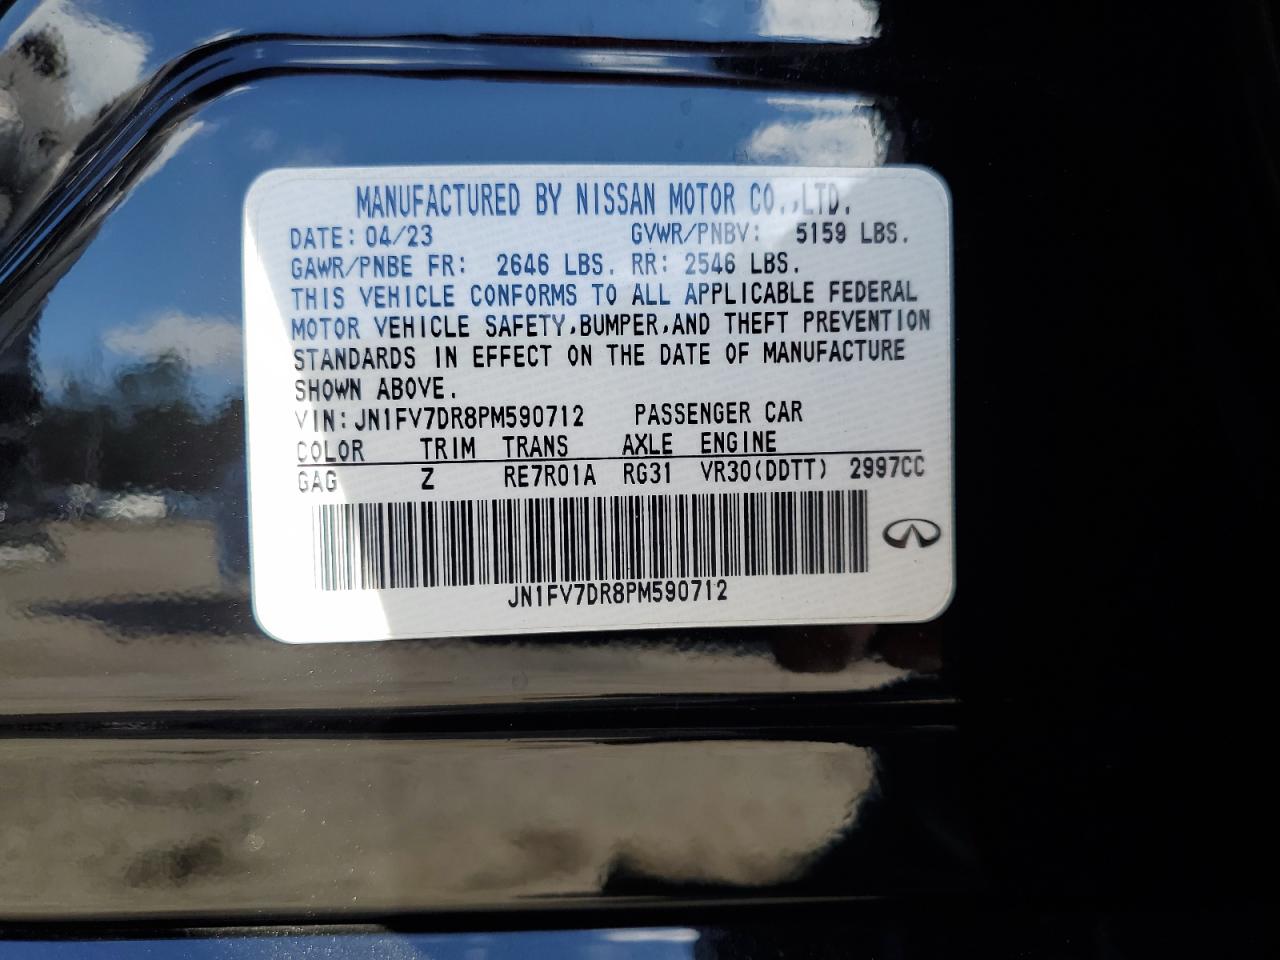 MANUFACTURED BY NISSAN MOTOR CO.,LTD.
DATE: 04/23 GVWR/PNBV: 5159 LBS.
GAWR/PNBE FR: 2646 LBS. RR: 2546 LBS.
THIS VEHICLE CONFORMS TO ALL APPLICABLE FEDERAL
MOTOR VEHICLE SAFETY,BUMPER,AND THEFT PREVENTION
STANDARDS IN EFFECT ON THE DATE OF MANUFACTURE
SHOWN ABOVE.
VIN: JN1FV7DR8PM590712 PASSENGER CAR
COLOR TRIM TRANS AXLE ENGINE
GAG Z RE7R01A RG31 VR30(DDTT) 2997CC
JN1FV7DR8PM590712